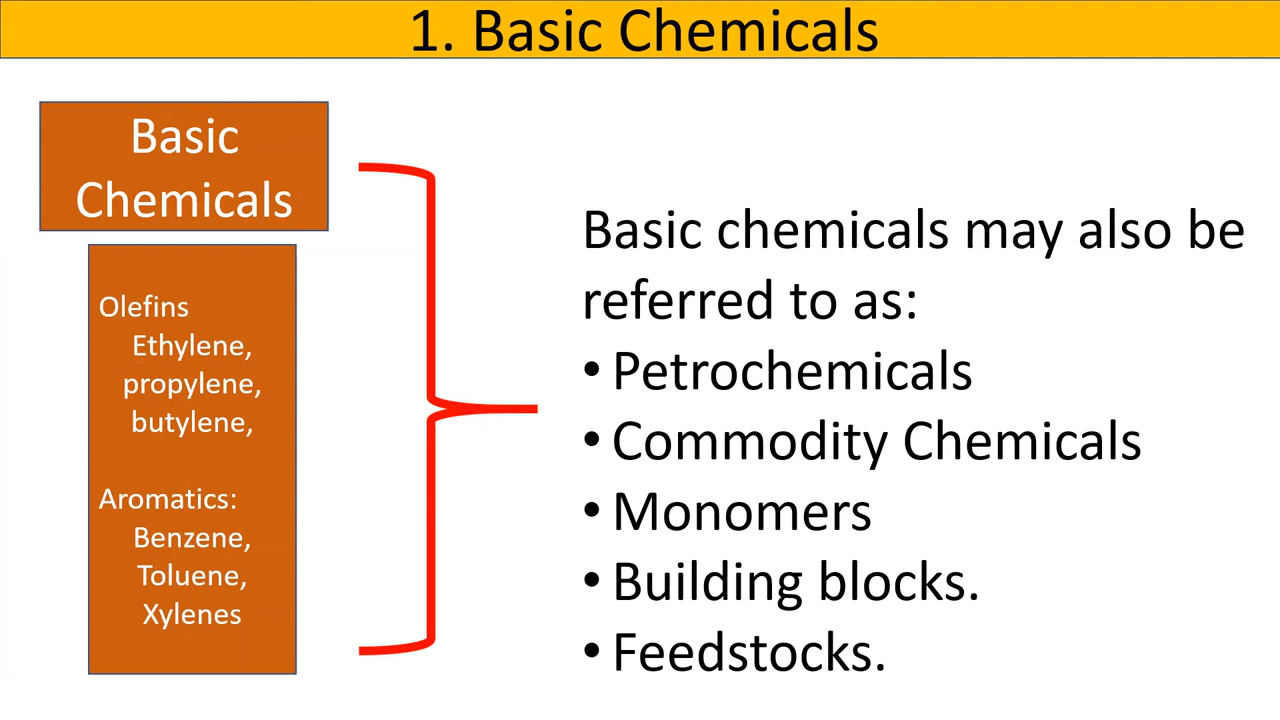 1. Basic Chemicals
Basic
Chemicals
Olefins
Ethylene,
propylene,
butylene,
Aromatics:
Benzene,
Toluene,
Xylenes
Basic chemicals may also be
referred to as:
• Petrochemicals
• Commodity Chemicals
• Monomers
• Building blocks.
• Feedstocks.